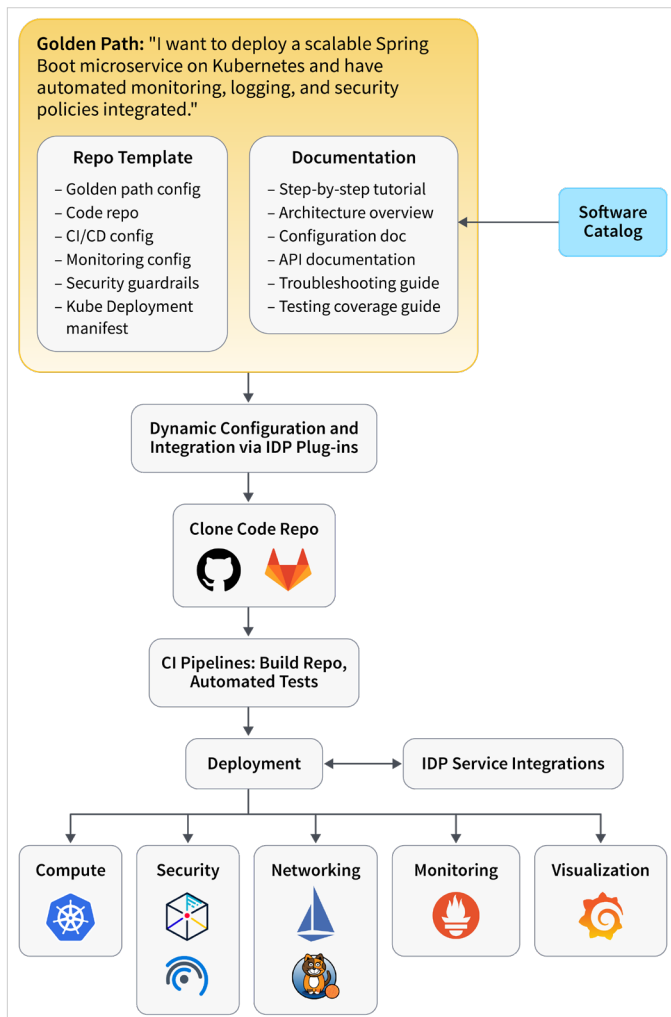 Golden Path: "I want to deploy a scalable Spring
Boot microservice on Kubernetes and have
automated monitoring, logging, and security
policies integrated."
Repo Template
– Golden path config
– Code repo
– CI/CD config
– Monitoring config
– Security guardrails
– Kube Deployment
manifest
Documentation
– Step-by-step tutorial
– Architecture overview
– Configuration doc
– API documentation
– Troubleshooting guide
– Testing coverage guide
Software
Catalog
Dynamic Configuration and
Integration via IDP Plug-ins
Clone Code Repo
CI Pipelines: Build Repo,
Automated Tests
Deployment
IDP Service Integrations
Compute
Security
Networking
Monitoring
Visualization